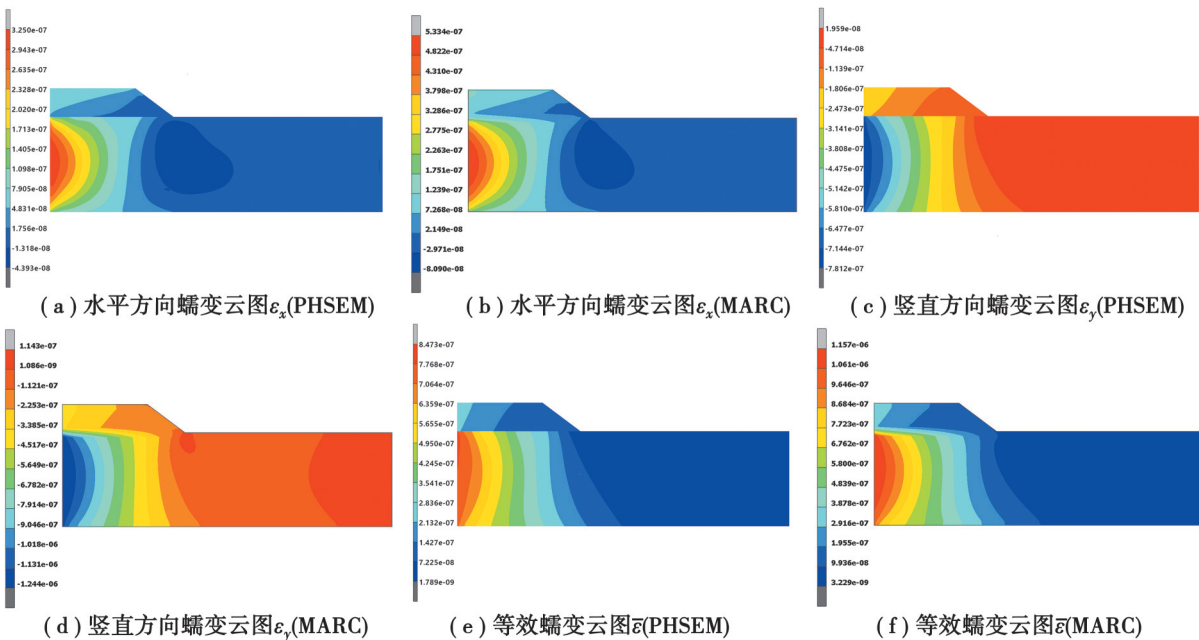 3.250e-07
2.943e-07
2.635e-07
2.328e-07
2.020e-07
1.713e-07
1.405e-07
1.098e-07
7.905e-08
4.831e-08
1.756e-08
-1.318e-08
-4.393e-08
(a)水平方向蠕变云图εx(PHSEM)
5.334e-07
4.822e-07
4.310e-07
3.798e-07
3.286e-07
2.775e-07
2.263e-07
1.751e-07
1.239e-07
7.268e-08
2.149e-08
-2.971e-08
-8.090e-08
(b)水平方向蠕变云图εx(MARC)
1.959e-08
-4.714e-08
-1.139e-07
-1.806e-07
-2.473e-07
-3.141e-07
-3.808e-07
-4.475e-07
-5.142e-07
-5.810e-07
-6.477e-07
-7.144e-07
-7.812e-07
(c)竖直方向蠕变云图εy(PHSEM)
1.143e-07
1.086e-09
-1.121e-07
-2.253e-07
-3.385e-07
-4.517e-07
-5.649e-07
-6.782e-07
-7.914e-07
-9.046e-07
-1.018e-06
-1.131e-06
-1.244e-06
(d)竖直方向蠕变云图εy(MARC)
8.473e-07
7.768e-07
7.064e-07
6.359e-07
5.655e-07
4.950e-07
4.245e-07
3.541e-07
2.836e-07
2.132e-07
1.427e-07
7.225e-08
1.789e-09
(e)等效蠕变云图ε̄(PHSEM)
1.157e-06
1.061e-06
9.646e-07
8.684e-07
7.723e-07
6.762e-07
5.800e-07
4.839e-07
3.878e-07
2.916e-07
1.955e-07
9.936e-08
3.229e-09
(f)等效蠕变云图ε̄(MARC)